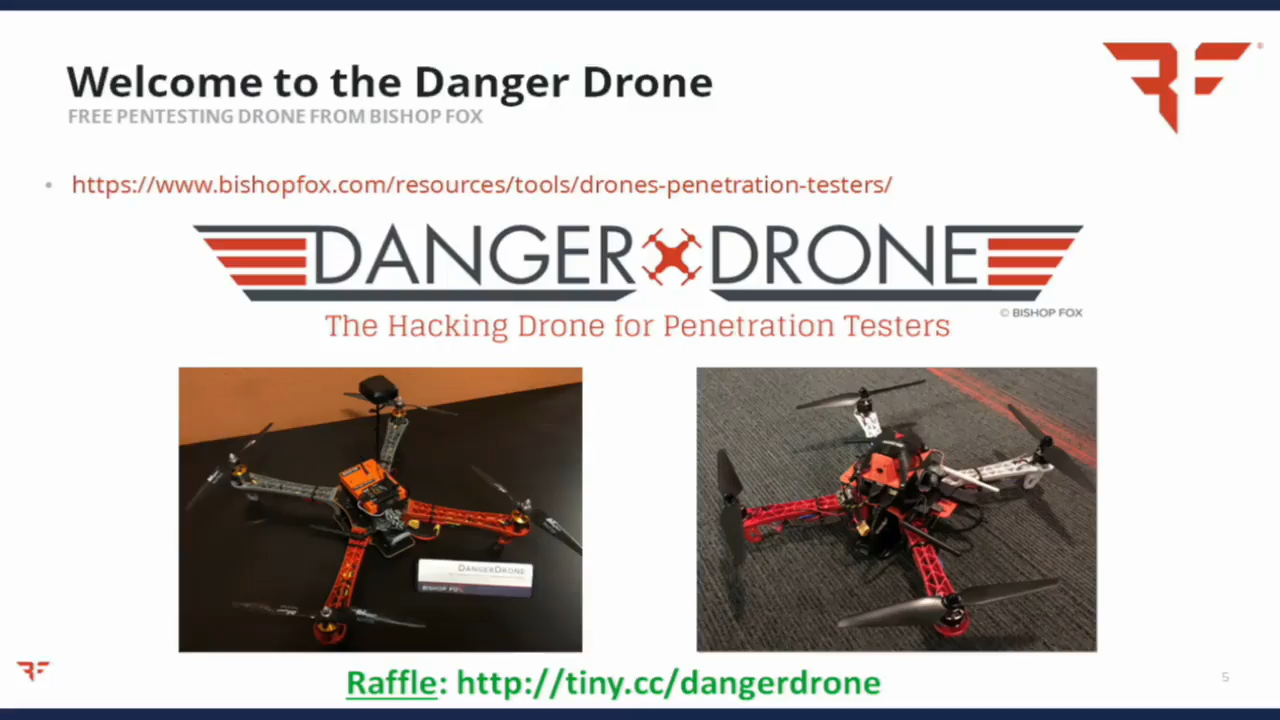 Welcome to the Danger Drone
FREE PENTESTING DRONE FROM BISHOP FOX
• https://www.bishopfox.com/resources/tools/drones-penetration-testers/
DANGER DRONE
© BISHOP FOX
The Hacking Drone for Penetration Testers
DANGERDRONE
BISHOP FOX
Raffle: http://tiny.cc/dangerdrone
5